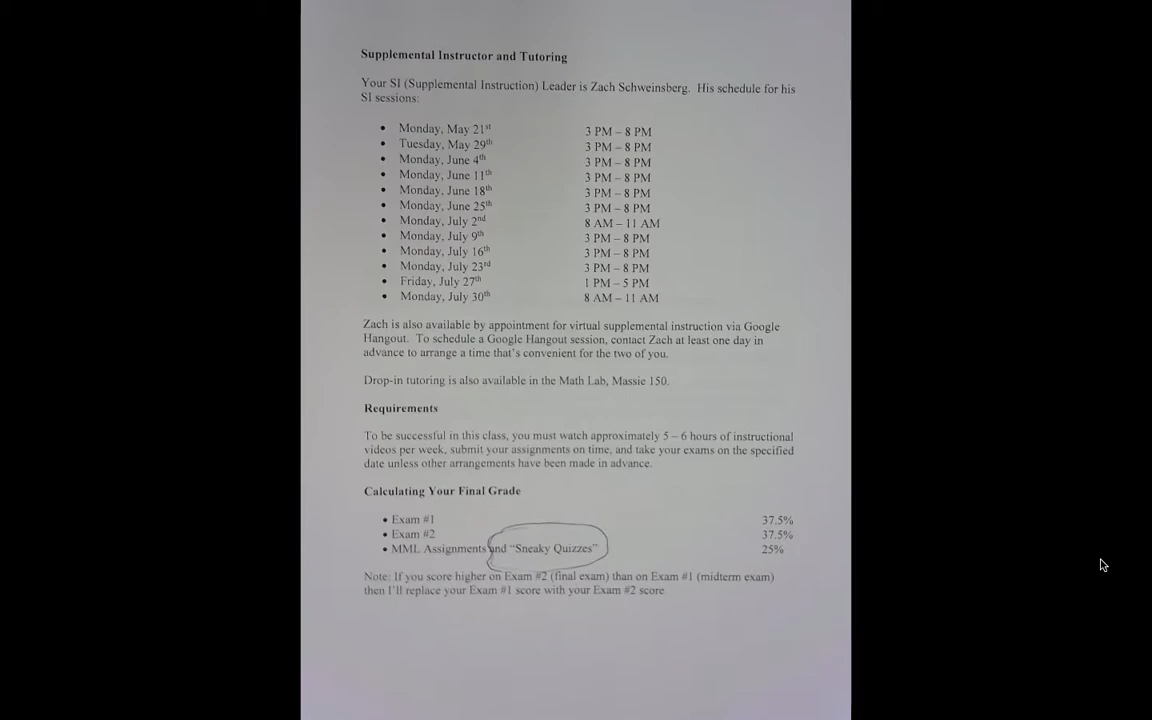 Supplemental Instructor and Tutoring
Your SI (Supplemental Instruction) Leader is Zach Schweinsberg. His schedule for his
SI sessions:
• Monday, May 21st 3 PM – 8 PM
• Tuesday, May 29th 3 PM – 8 PM
• Monday, June 4th 3 PM – 8 PM
• Monday, June 11th 3 PM – 8 PM
• Monday, June 18th 3 PM – 8 PM
• Monday, June 25th 3 PM – 8 PM
• Monday, July 2nd 8 AM – 11 AM
• Monday, July 9th 3 PM – 8 PM
• Monday, July 16th 3 PM – 8 PM
• Monday, July 23rd 3 PM – 8 PM
• Friday, July 27th 1 PM – 5 PM
• Monday, July 30th 8 AM – 11 AM
Zach is also available by appointment for virtual supplemental instruction via Google
Hangout. To schedule a Google Hangout session, contact Zach at least one day in
advance to arrange a time that's convenient for the two of you.
Drop-in tutoring is also available in the Math Lab, Massie 150.
Requirements
To be successful in this class, you must watch approximately 5 – 6 hours of instructional
videos per week, submit your assignments on time, and take your exams on the specified
date unless other arrangements have been made in advance.
Calculating Your Final Grade
• Exam #1 37.5%
• Exam #2 37.5%
• MML Assignments and "Sneaky Quizzes" 25%
Note: If you score higher on Exam #2 (final exam) than on Exam #1 (midterm exam)
then I'll replace your Exam #1 score with your Exam #2 score